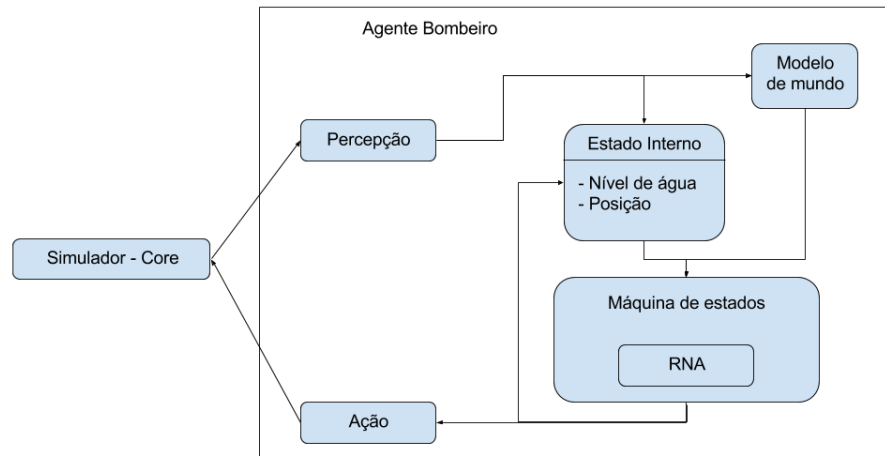 Agente Bombeiro
Modelo
de mundo
Percepção
Estado Interno
- Nível de água
- Posição
Simulador - Core
Máquina de estados
RNA
Ação